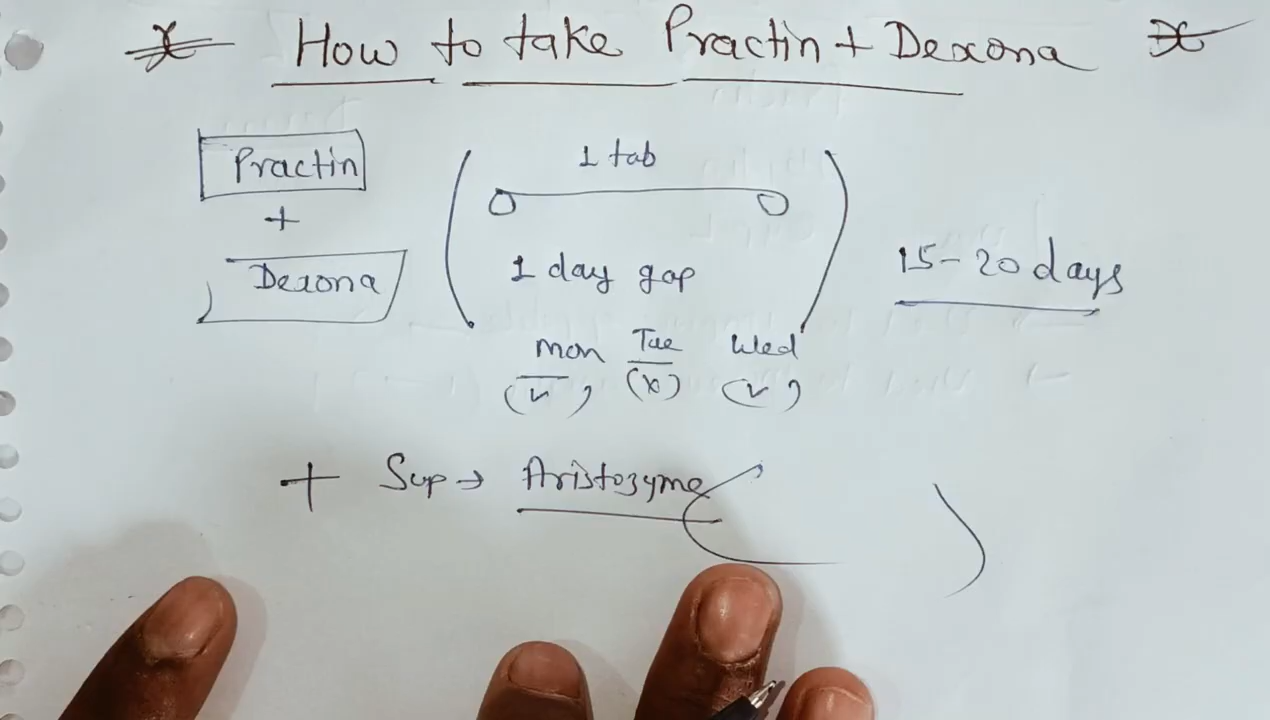 How to take Practin + Dexona
Practin
+
Dexona
1 tab
1 day gap
15-20 days
Mon Tue Wed
(✓) (x) (✓)
+ Syp → Aristozyme